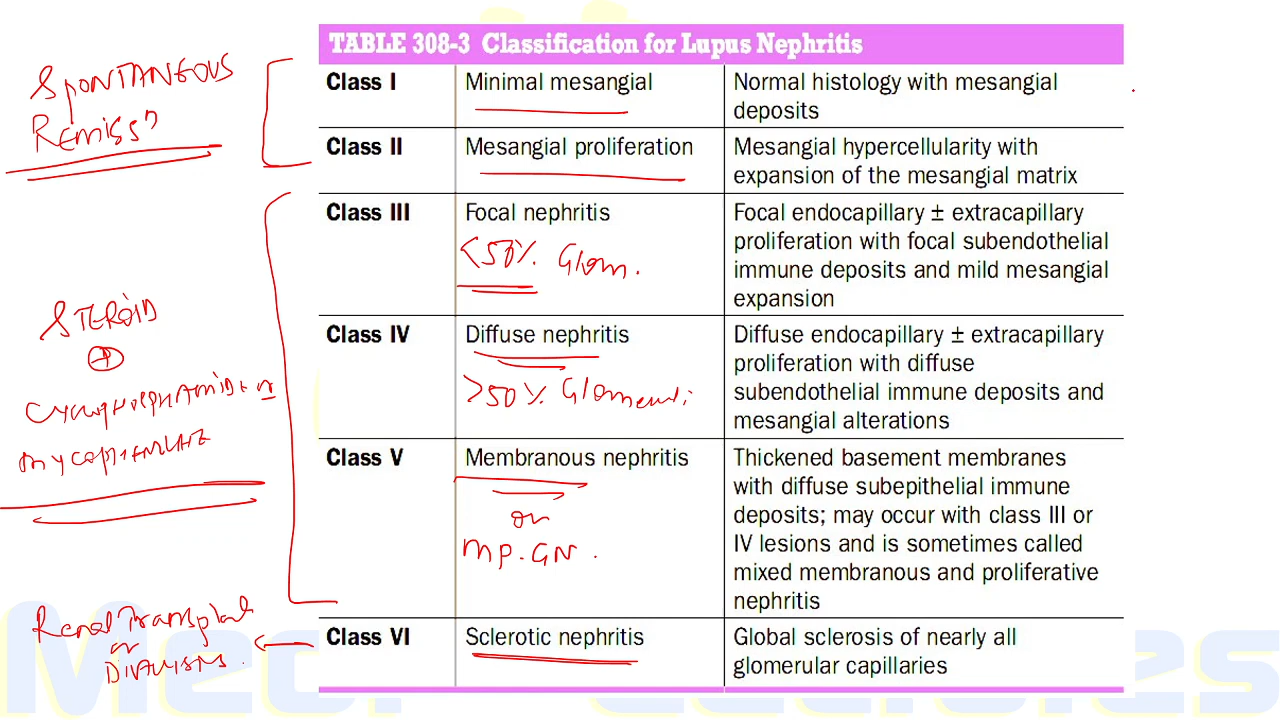 TABLE 308-3 Classification for Lupus Nephritis
Class I
Minimal mesangial
Normal histology with mesangial
deposits
Class II
Mesangial proliferation
Mesangial hypercellularity with
expansion of the mesangial matrix
Class III
Focal nephritis
<50% Glom.
Focal endocapillary ± extracapillary
proliferation with focal subendothelial
immune deposits and mild mesangial
expansion
Class IV
Diffuse nephritis
>50% Glomeruli
Diffuse endocapillary ± extracapillary
proliferation with diffuse
subendothelial immune deposits and
mesangial alterations
Class V
Membranous nephritis
or
MP.GN.
Thickened basement membranes
with diffuse subepithelial immune
deposits; may occur with class III or
IV lesions and is sometimes called
mixed membranous and proliferative
nephritis
Class VI
Sclerotic nephritis
Global sclerosis of nearly all
glomerular capillaries
SPONTANEOUS
Remiss
STEROID
+
or
Renal Transplant
or